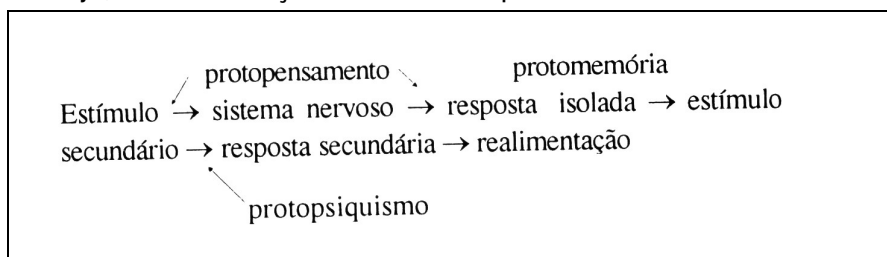 protopensamento protomemória
Estímulo → sistema nervoso → resposta isolada → estímulo
secundário → resposta secundária → realimentação
protopsiquismo